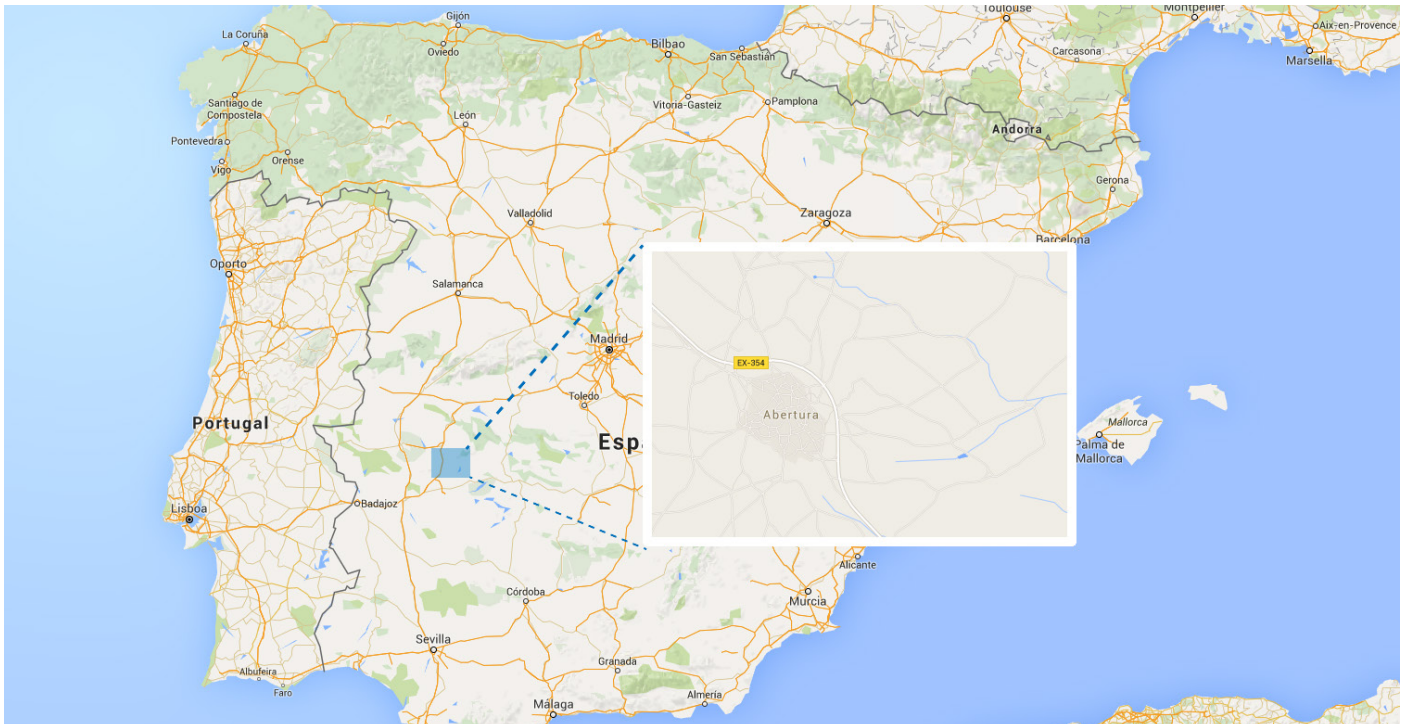 Gijón
Toulouse
Montpellier
La Coruña
Aix-en-Provence
Oviedo
Bilbao
San Sebastián
Carcasona
Marsella
Santiago de
Compostela
León
Vitoria-Gasteiz
Pamplona
Pontevedra
Andorra
Orense
Vigo
Gerona
Valladolid
Zaragoza
Barcelona
Oporto
Salamanca
Madrid
EX-354
Toledo
Abertura
Portugal
Esp
Mallorca
Palma de
Mallorca
Badajoz
Lisboa
Alicante
Córdoba
Murcia
Sevilla
Granada
Albufeira
Faro
Almería
Málaga